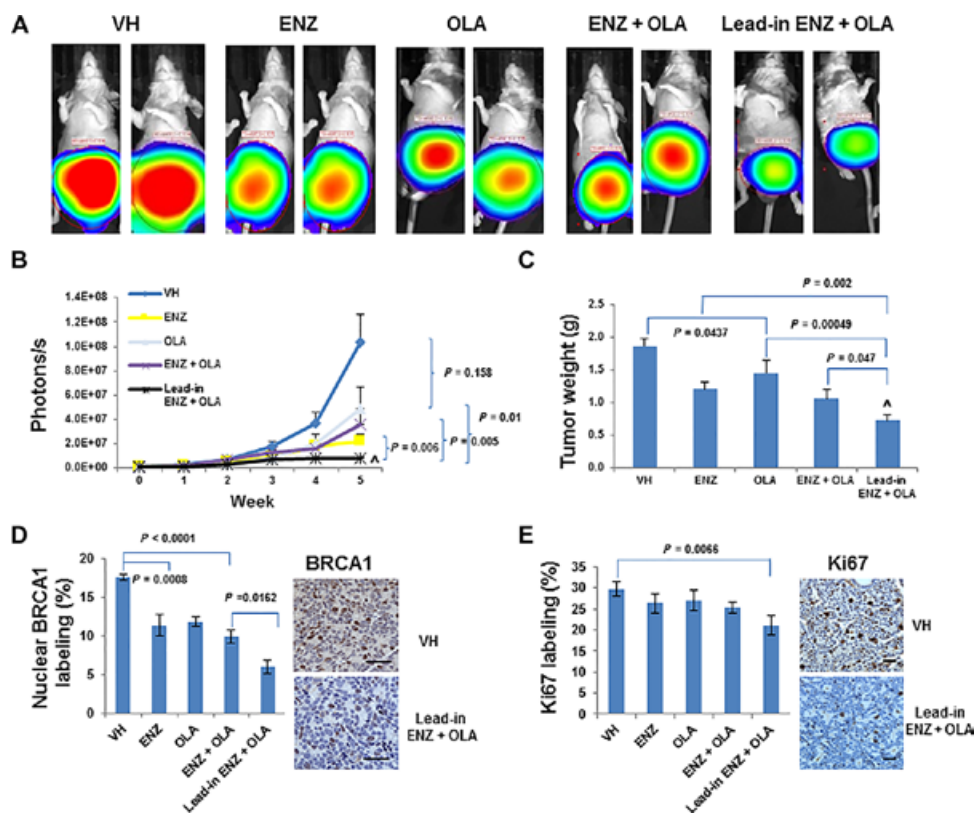 A
VH
ENZ
OLA
ENZ + OLA
Lead-in ENZ + OLA
B
Photons/s
1.4E+08
1.2E+08
1.0E+08
8.0E+07
6.0E+07
4.0E+07
2.0E+07
0.0E+00
VH
ENZ
OLA
ENZ + OLA
Lead-in
ENZ + OLA
P = 0.158
P = 0.01
P = 0.005
P = 0.006
^
0 1 2 3 4 5
Week
C
Tumor weight (g)
2.5
2.0
1.5
1.0
0.5
0.0
P = 0.002
P = 0.0437
P = 0.00049
P = 0.047
^
VH
ENZ
OLA
ENZ + OLA
Lead-in
ENZ + OLA
D
Nuclear BRCA1
labeling (%)
20
15
10
5
0
P < 0.0001
P = 0.0008
P =0.0162
VH
ENZ
OLA
ENZ + OLA
Lead-in ENZ + OLA
BRCA1
VH
Lead-in
ENZ + OLA
E
Ki67 labeling (%)
35
30
25
20
15
10
5
0
P = 0.0066
VH
ENZ
OLA
ENZ + OLA
Lead-in ENZ + OLA
Ki67
VH
Lead-in
ENZ + OLA